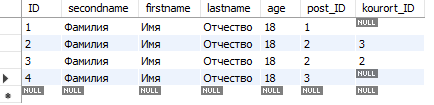 ID secondname firstname lastname age post_ID kourort_ID
1 Фамилия Имя Отчество 18 1 NULL
2 Фамилия Имя Отчество 18 2 3
3 Фамилия Имя Отчество 18 2 2
4 Фамилия Имя Отчество 18 3 NULL
NULL NULL NULL NULL NULL NULL NULL